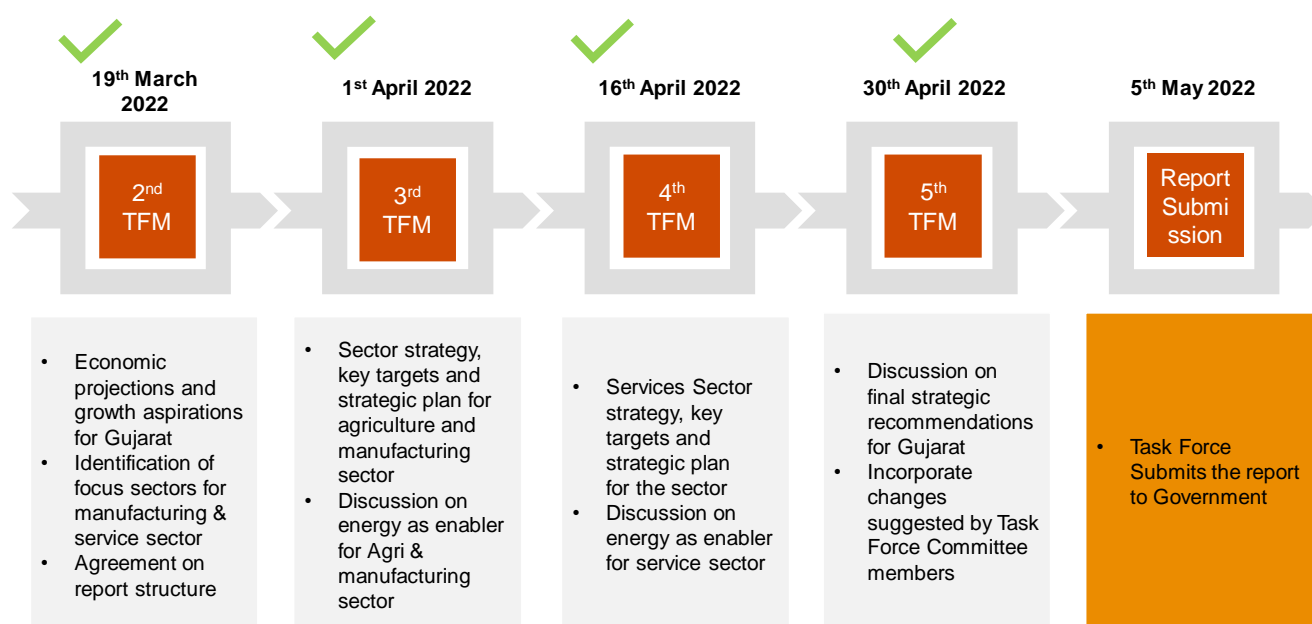 19th March
2022
1st April 2022
16th April 2022
30th April 2022
5th May 2022
2nd
TFM
3rd
TFM
4th
TFM
5th
TFM
Report
Submi
ssion
• Economic
projections and
growth aspirations
for Gujarat
• Identification of
focus sectors for
manufacturing &
service sector
• Agreement on
report structure
• Sector strategy,
key targets and
strategic plan for
agriculture and
manufacturing
sector
• Discussion on
energy as enabler
for Agri &
manufacturing
sector
• Services Sector
strategy, key
targets and
strategic plan
for the sector
• Discussion on
energy as enabler
for service sector
• Discussion on
final strategic
recommendations
for Gujarat
• Incorporate
changes
suggested by Task
Force Committee
members
• Task Force
Submits the report
to Government